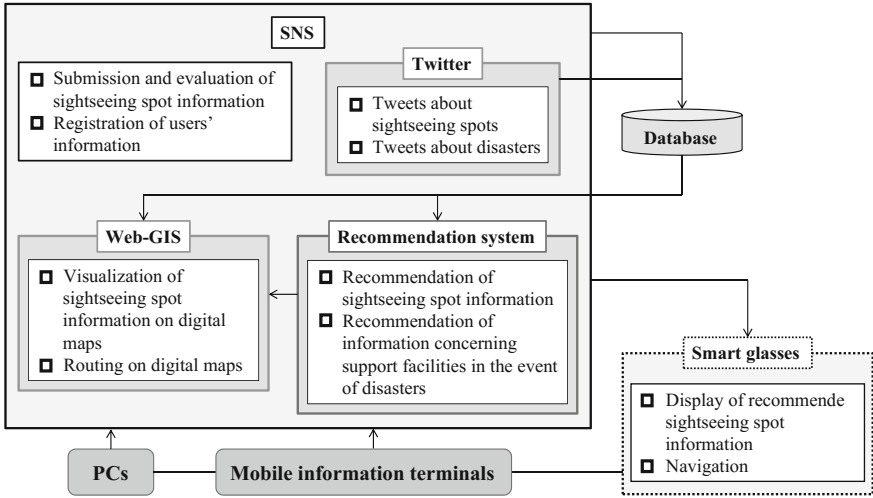 SNS
Submission and evaluation of
sightseeing spot information
Registration of users'
information
Twitter
Tweets about
sightseeing spots
Tweets about disasters
Database
Web-GIS
Visualization of
sightseeing spot
information on digital
maps
Routing on digital maps
Recommendation system
Recommendation of
sightseeing spot information
Recommendation of
information concerning
support facilities in the event
of disasters
Smart glasses
Display of recommende
sightseeing spot
information
Navigation
PCs
Mobile information terminals